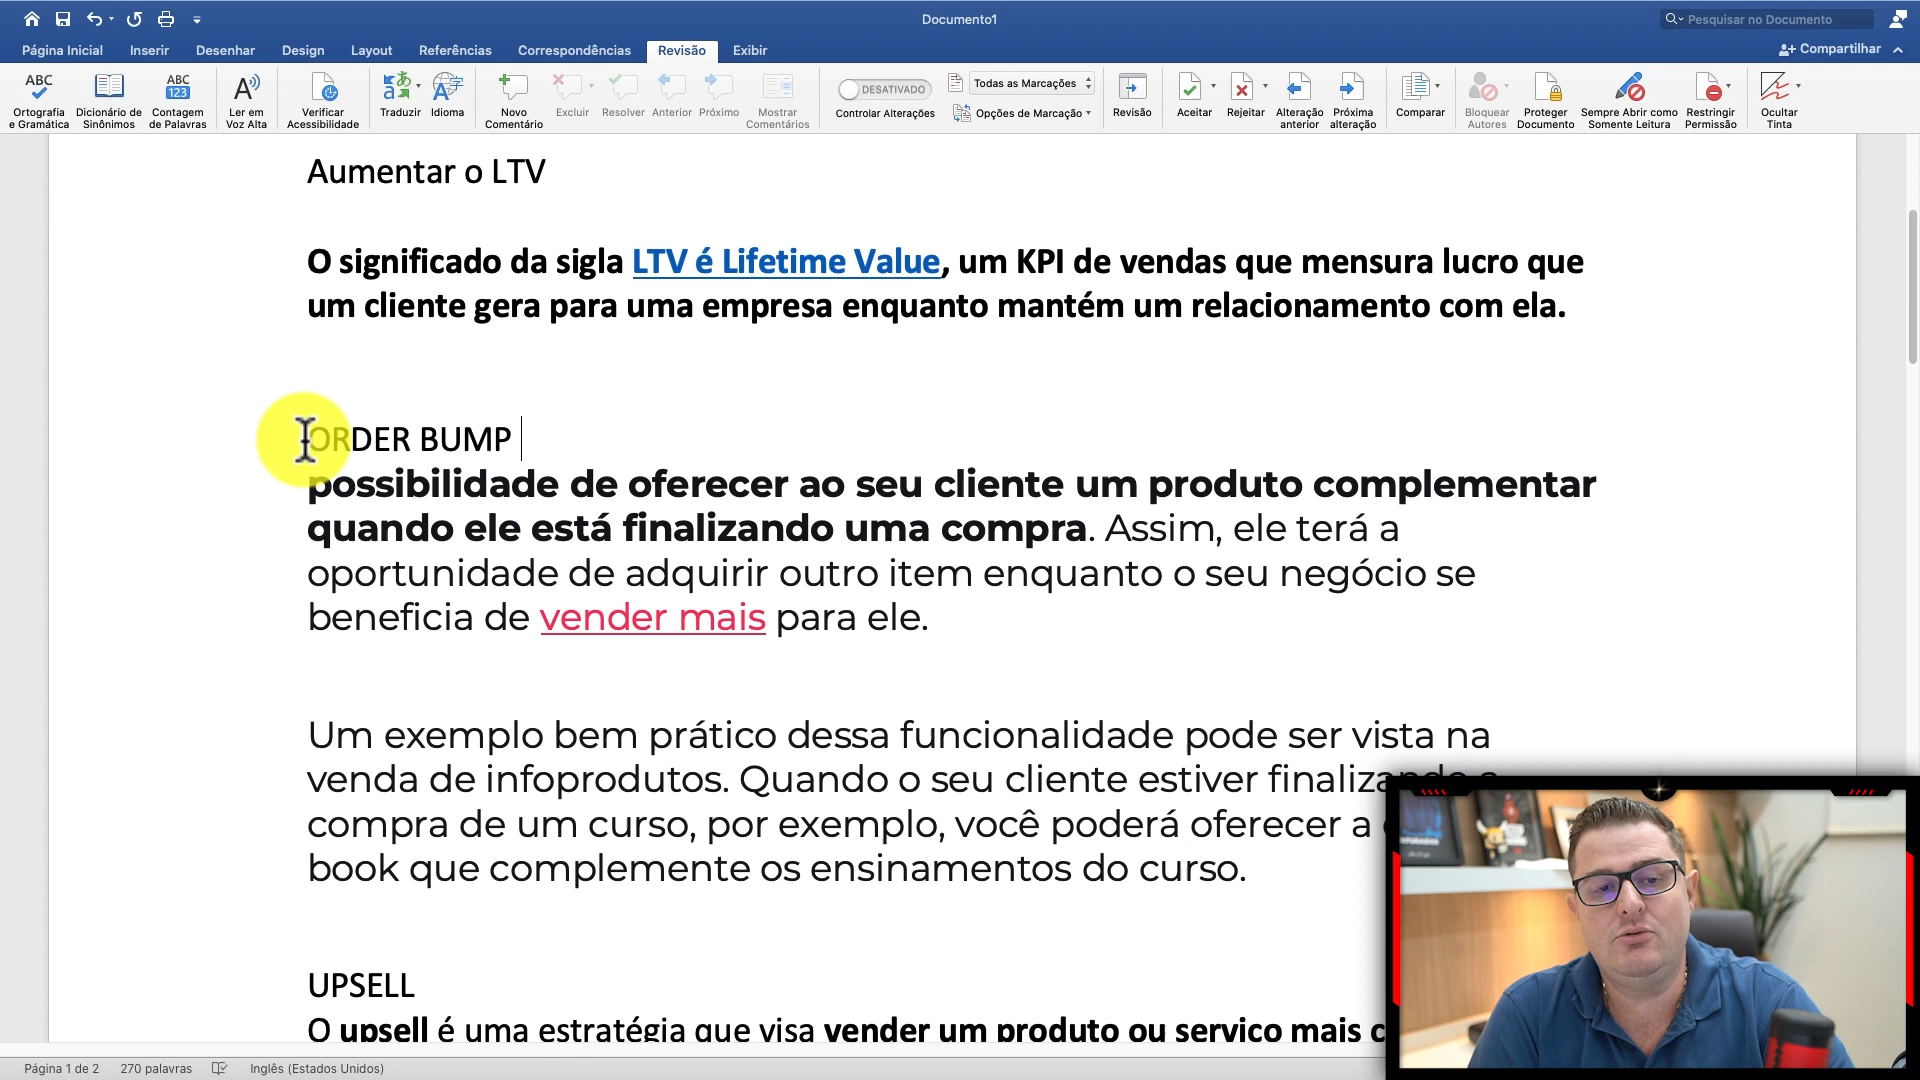 Documento1
Pesquisar no Documento
Página Inicial Inserir Desenhar Design Layout Referências Correspondências Revisão Exibir Compartilhar
ABC ABC 123 DESATIVADO Todas as Marcações
Ortografia e Gramática
Dicionário de Sinônimos
Contagem de Palavras
Ler em Voz Alta
Verificar Acessibilidade
Traduzir
Idioma
Novo Comentário
Excluir
Resolver
Anterior
Próximo
Mostrar Comentários
Controlar Alterações
Opções de Marcação
Revisão
Aceitar
Rejeitar
Alteração anterior
Próxima alteração
Comparar
Bloquear Autores
Proteger Documento
Sempre Abrir como Somente Leitura
Restringir Permissão
Ocultar Tinta
Aumentar o LTV
O significado da sigla LTV é Lifetime Value, um KPI de vendas que mensura lucro que
um cliente gera para uma empresa enquanto mantém um relacionamento com ela.
ORDER BUMP
possibilidade de oferecer ao seu cliente um produto complementar
quando ele está finalizando uma compra. Assim, ele terá a
oportunidade de adquirir outro item enquanto o seu negócio se
beneficia de vender mais para ele.
Um exemplo bem prático dessa funcionalidade pode ser vista na
venda de infoprodutos. Quando o seu cliente estiver finalizando a
compra de um curso, por exemplo, você poderá oferecer a
book que complemente os ensinamentos do curso.
UPSELL
O upsell é uma estratégia que visa vender um produto ou serviço mais
Página 1 de 2 270 palavras Inglês (Estados Unidos)